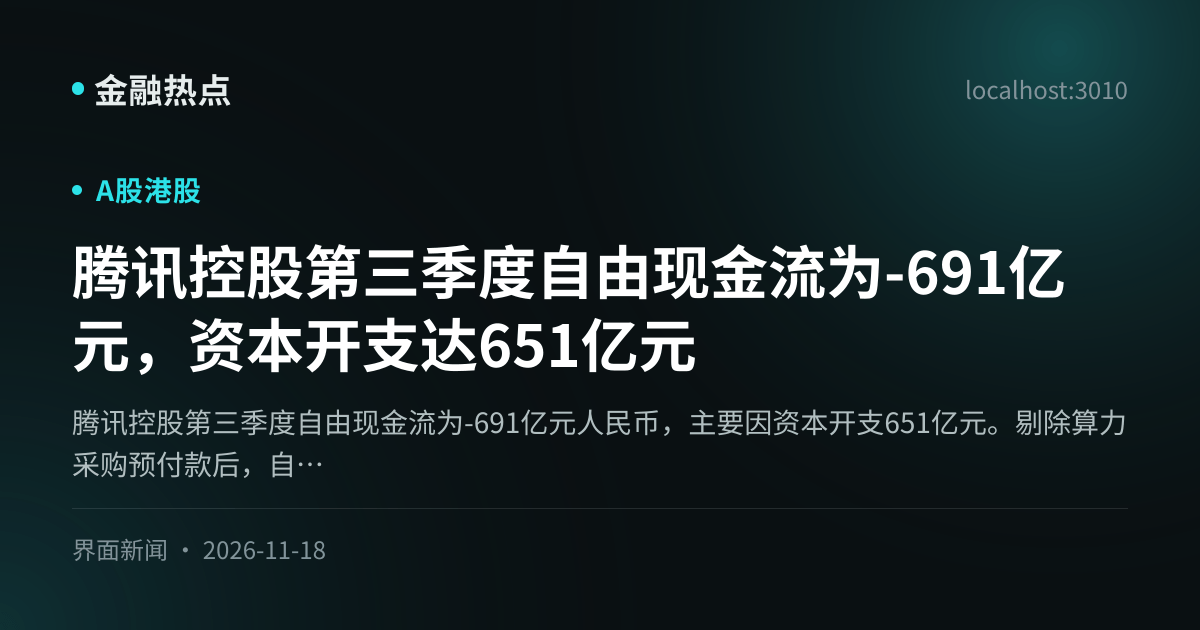 金融热点
localhost:3010
A股港股
腾讯控股第三季度自由现金流为-691亿
元，资本开支达651亿元
腾讯控股第三季度自由现金流为-691亿元人民币，主要因资本开支651亿元。剔除算力
采购预付款后，自…
界面新闻 • 2026-11-18